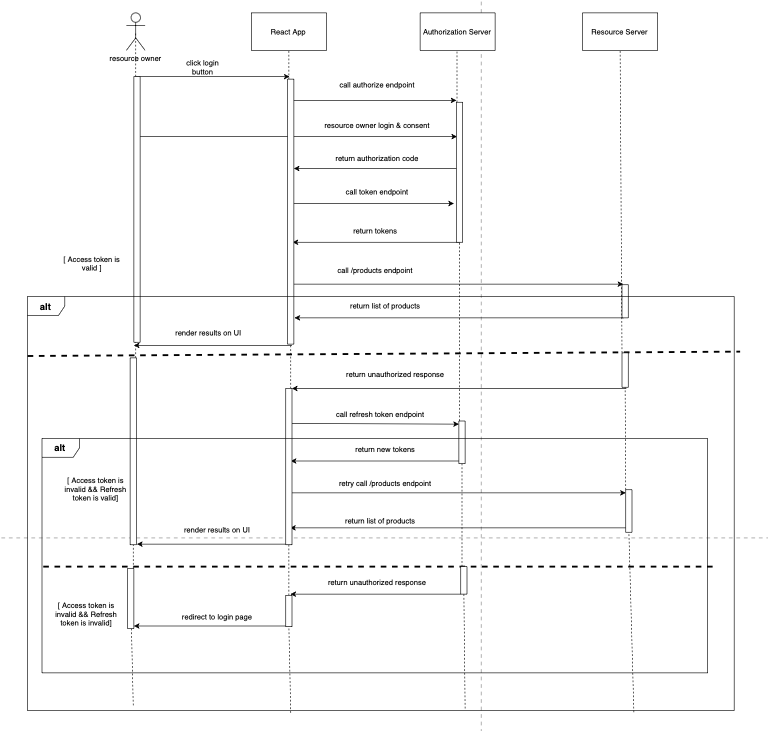 React App
Authorization Server
Resource Server
resource owner
click login
button
call authorize endpoint
resource owner login & consent
return authorization code
call token endpoint
return tokens
[ Access token is
valid ]
call /products endpoint
alt
return list of products
render results on UI
return unauthorized response
call refresh token endpoint
alt
return new tokens
[ Access token is
invalid && Refresh
token is valid]
retry call /products endpoint
return list of products
render results on UI
return unauthorized response
[ Access token is
invalid && Refresh
token is invalid]
redirect to login page